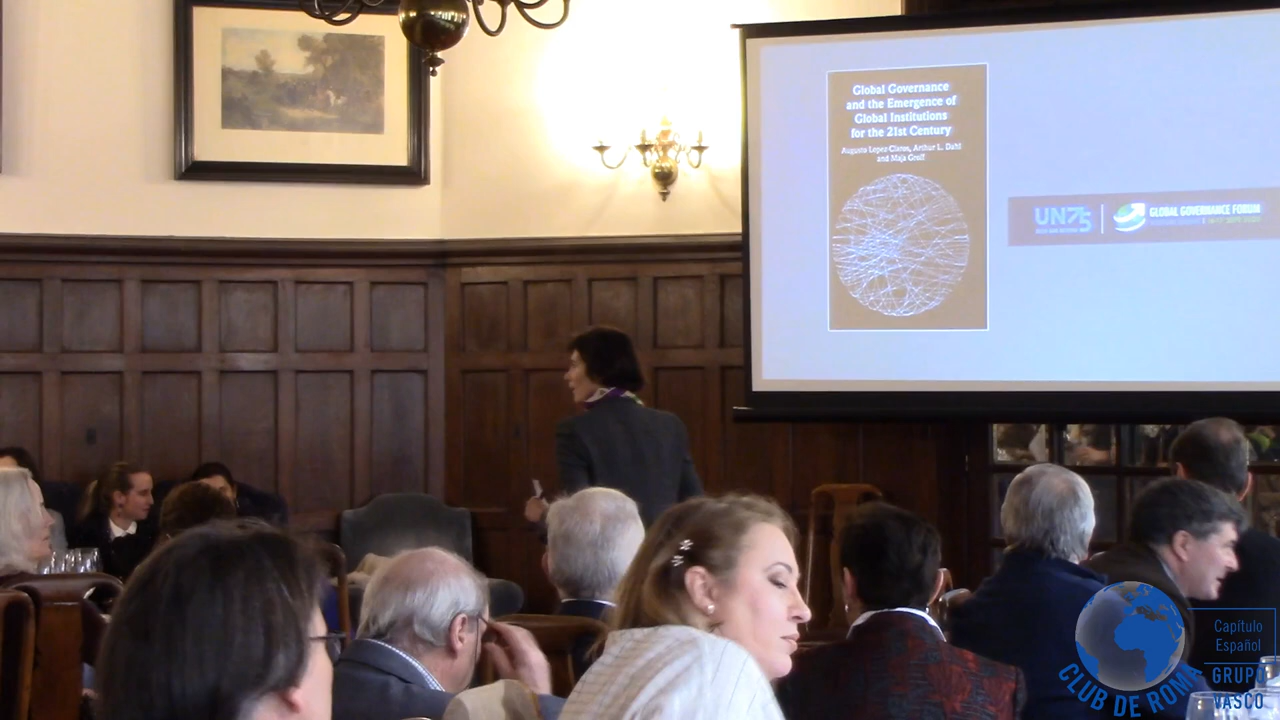 Global Governance
and the Emergence of
Global Institutions
for the 21st Century
Augusto Lopez-Claros, Arthur L. Dahl
and Maja Groff
UN75
GLOBAL GOVERNANCE FORUM
CLUB DE ROMA
Capítulo
Español
GRUPO
VASCO